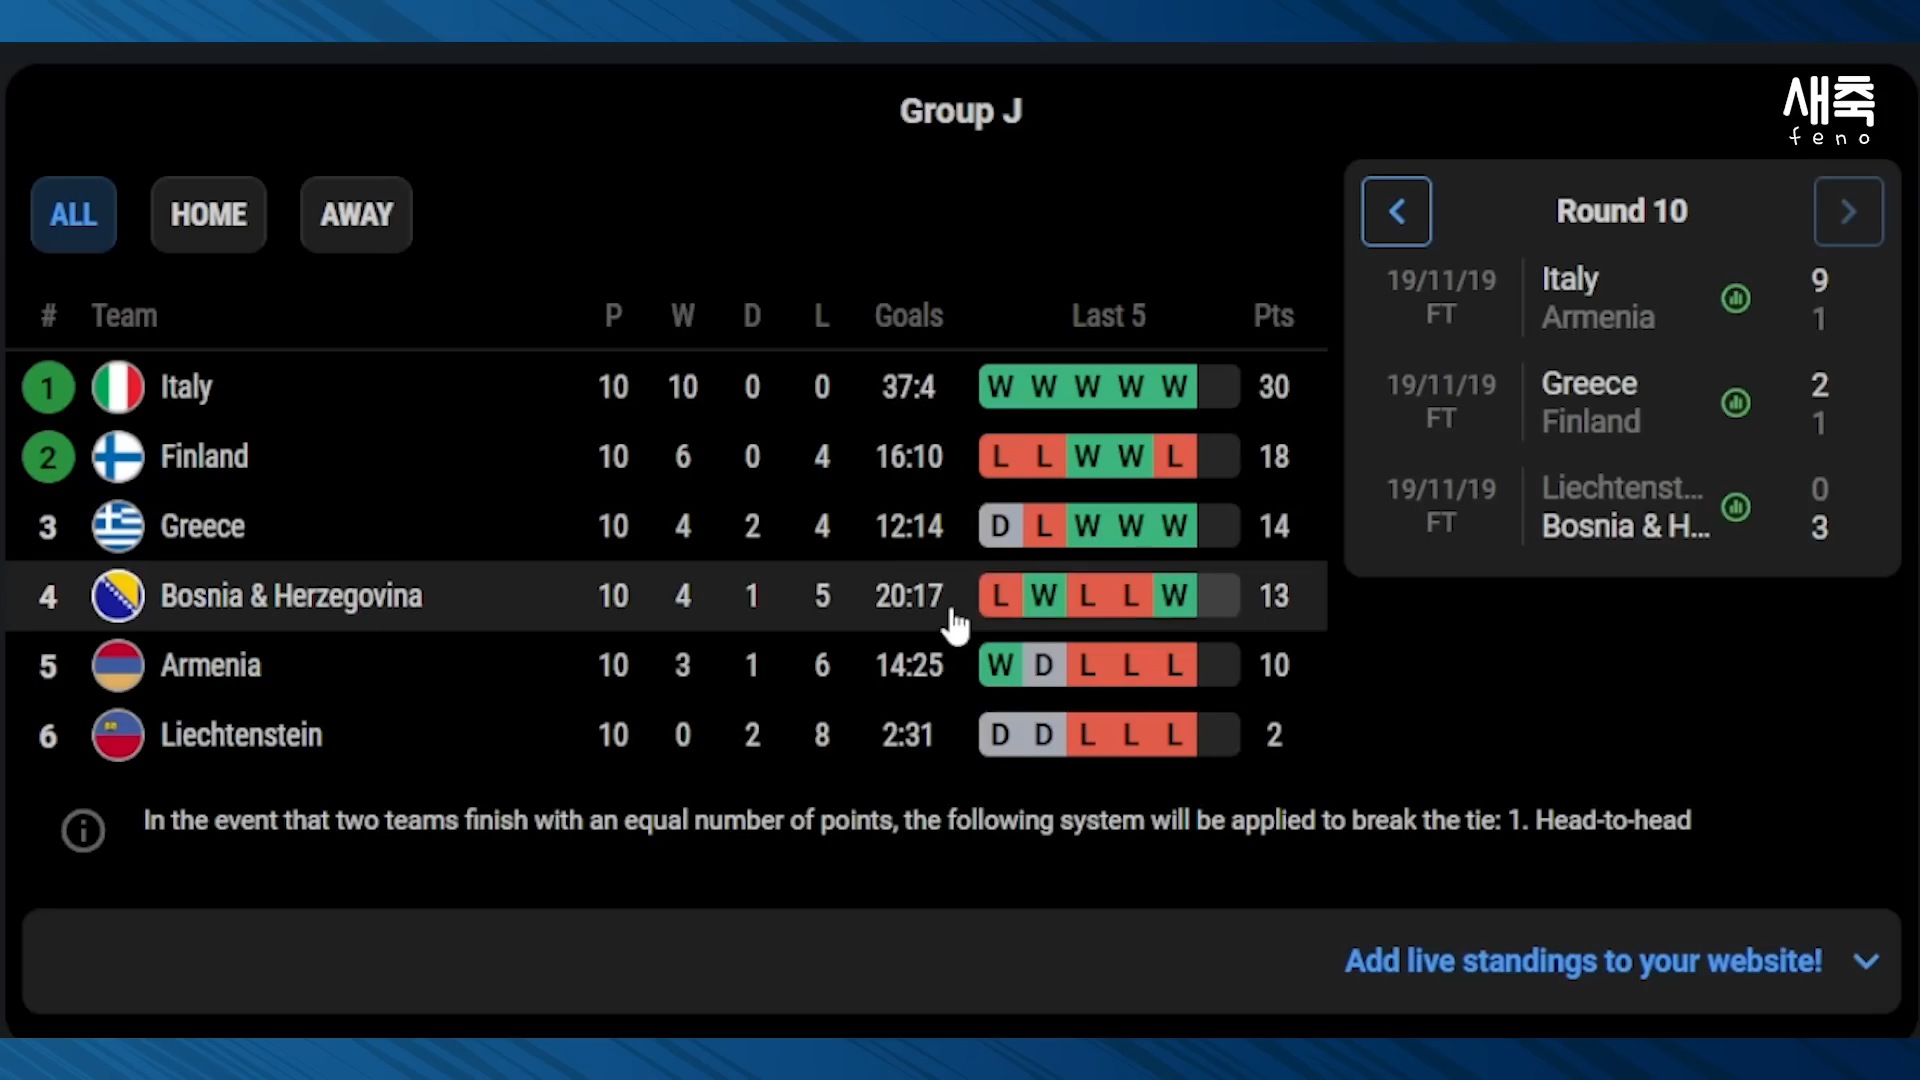 Group J
새축
feno
ALL HOME AWAY
# Team P W D L Goals Last 5 Pts
1 Italy 10 10 0 0 37:4 W W W W W 30
2 Finland 10 6 0 4 16:10 L L W W L 18
3 Greece 10 4 2 4 12:14 D L W W W 14
4 Bosnia & Herzegovina 10 4 1 5 20:17 L W L L W 13
5 Armenia 10 3 1 6 14:25 W D L L L 10
6 Liechtenstein 10 0 2 8 2:31 D D L L L 2
Round 10
19/11/19 Italy 9
FT Armenia 1
19/11/19 Greece 2
FT Finland 1
19/11/19 Liechtenst... 0
FT Bosnia & H... 3
In the event that two teams finish with an equal number of points, the following system will be applied to break the tie: 1. Head-to-head
Add live standings to your website!